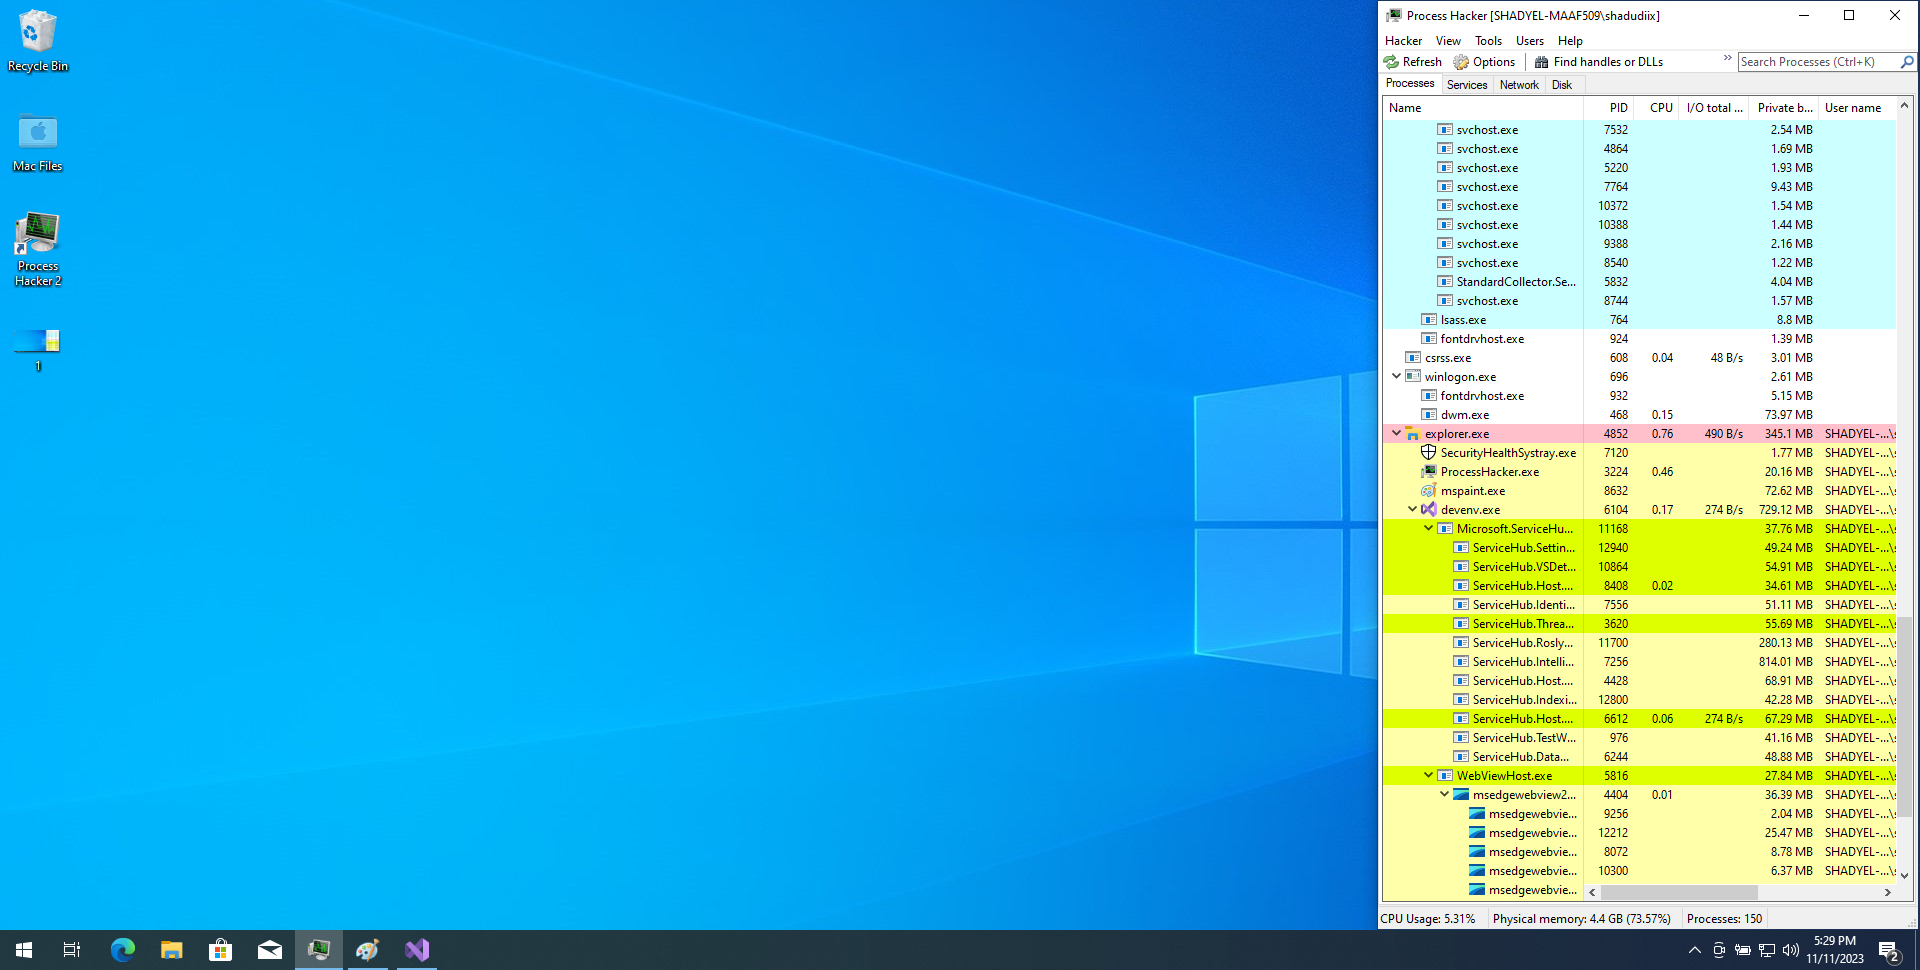 Recycle Bin
Mac Files
Process
Hacker 2
1
Process Hacker [SHADYEL-MAAF509\shadudiix]
Hacker View Tools Users Help
Refresh Options Find handles or DLLs » Search Processes (Ctrl+K)
Processes Services Network Disk
Name PID CPU I/O total ... Private b... User name
svchost.exe 7532 2.54 MB
svchost.exe 4864 1.69 MB
svchost.exe 5220 1.93 MB
svchost.exe 7764 9.43 MB
svchost.exe 10372 1.54 MB
svchost.exe 10388 1.44 MB
svchost.exe 9388 2.16 MB
svchost.exe 8540 1.22 MB
StandardCollector.Se... 5832 4.04 MB
svchost.exe 8744 1.57 MB
lsass.exe 764 8.8 MB
fontdrvhost.exe 924 1.39 MB
csrss.exe 608 0.04 48 B/s 3.01 MB
winlogon.exe 696 2.61 MB
fontdrvhost.exe 932 5.15 MB
dwm.exe 468 0.15 73.97 MB
explorer.exe 4852 0.76 490 B/s 345.1 MB SHADYEL-...\s
SecurityHealthSystray.exe 7120 1.77 MB SHADYEL-...\s
ProcessHacker.exe 3224 0.46 20.16 MB SHADYEL-...\s
mspaint.exe 8632 72.62 MB SHADYEL-...\s
devenv.exe 6104 0.17 274 B/s 729.12 MB SHADYEL-...\s
Microsoft.ServiceHu... 11168 37.76 MB SHADYEL-...\s
ServiceHub.Settin... 12940 49.24 MB SHADYEL-...\s
ServiceHub.VSDet... 10864 54.91 MB SHADYEL-...\s
ServiceHub.Host.... 8408 0.02 34.61 MB SHADYEL-...\s
ServiceHub.Identi... 7556 51.11 MB SHADYEL-...\s
ServiceHub.Threa... 3620 55.69 MB SHADYEL-...\s
ServiceHub.Rosly... 11700 280.13 MB SHADYEL-...\s
ServiceHub.Intelli... 7256 814.01 MB SHADYEL-...\s
ServiceHub.Host.... 4428 68.91 MB SHADYEL-...\s
ServiceHub.Indexi... 12800 42.28 MB SHADYEL-...\s
ServiceHub.Host.... 6612 0.06 274 B/s 67.29 MB SHADYEL-...\s
ServiceHub.TestW... 976 41.16 MB SHADYEL-...\s
ServiceHub.Data... 6244 48.88 MB SHADYEL-...\s
WebViewHost.exe 5816 27.84 MB SHADYEL-...\s
msedgewebview2... 4404 0.01 36.39 MB SHADYEL-...\s
msedgewebvie... 9256 2.04 MB SHADYEL-...\s
msedgewebvie... 12212 25.47 MB SHADYEL-...\s
msedgewebvie... 8072 8.78 MB SHADYEL-...\s
msedgewebvie... 10300 6.37 MB SHADYEL-...\s
msedgewebvie...
CPU Usage: 5.31% Physical memory: 4.4 GB (73.57%) Processes: 150
5:29 PM
11/11/2023
2